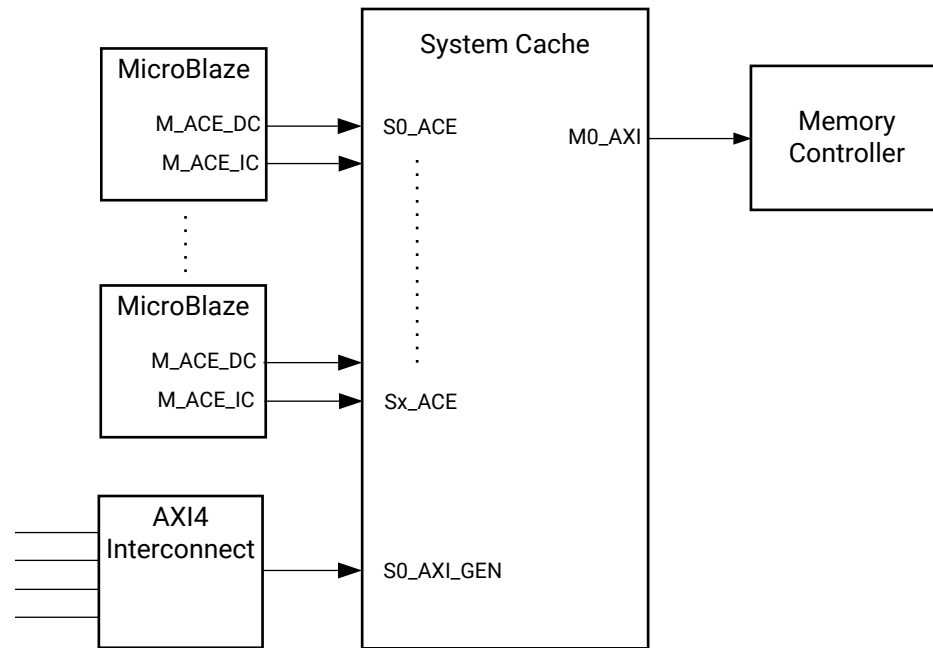 System Cache
MicroBlaze
M_ACE_DC
M_ACE_IC
S0_ACE
M0_AXI
Memory
Controller
MicroBlaze
M_ACE_DC
M_ACE_IC
Sx_ACE
AXI4
Interconnect
S0_AXI_GEN